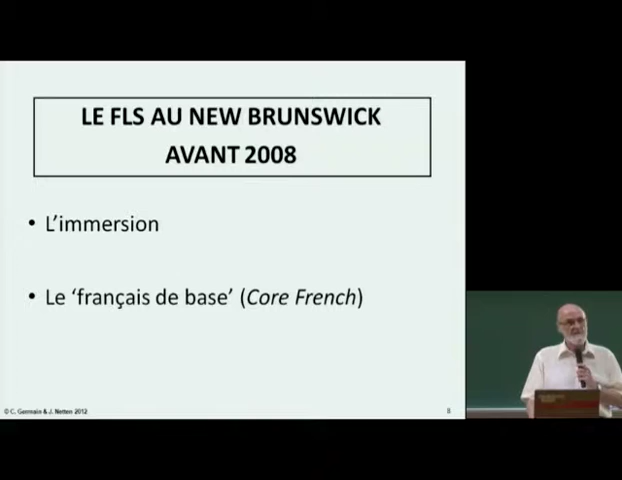 LE FLS AU NEW BRUNSWICK
AVANT 2008
• L'immersion
• Le ‘français de base’ (Core French)
© C. Germain & J. Netten 2012
8